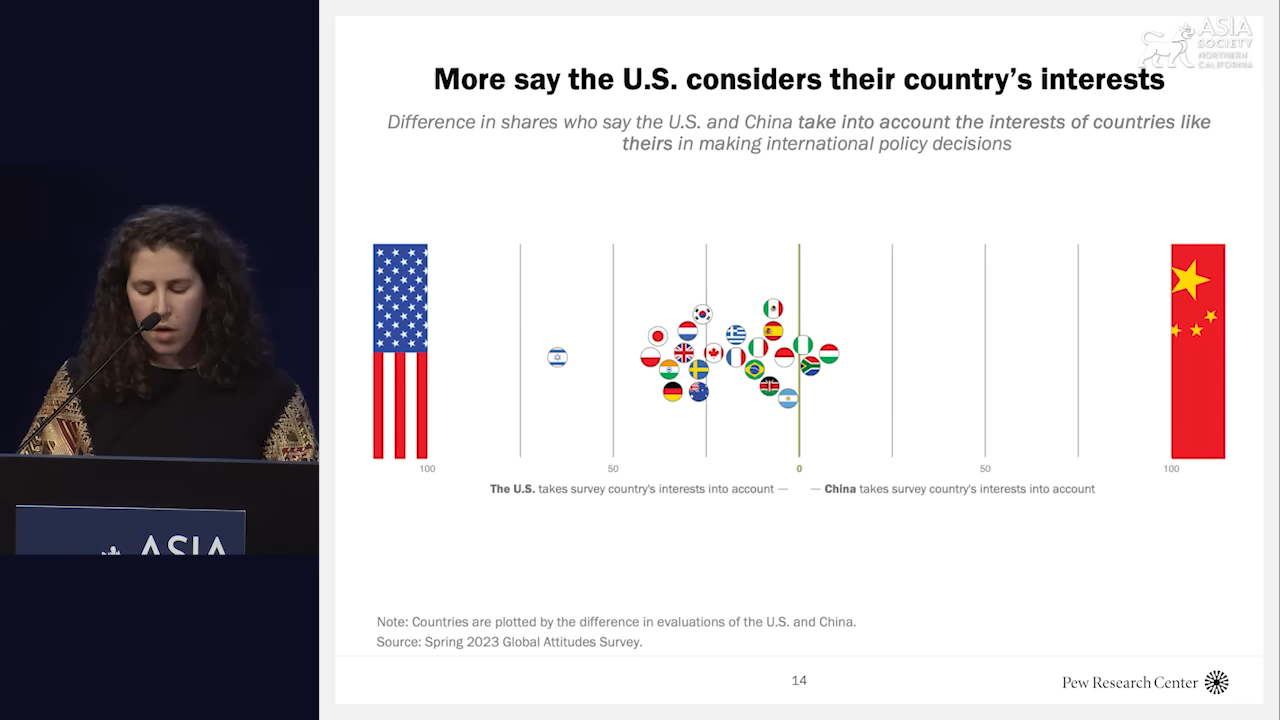 ASIA
SOCIETY
NORTHERN
CALIFORNIA
More say the U.S. considers their country's interests
Difference in shares who say the U.S. and China take into account the interests of countries like
theirs in making international policy decisions
100
50
0
50
100
The U.S. takes survey country's interests into account —
— China takes survey country's interests into account
ASIA
Note: Countries are plotted by the difference in evaluations of the U.S. and China.
Source: Spring 2023 Global Attitudes Survey.
14
Pew Research Center